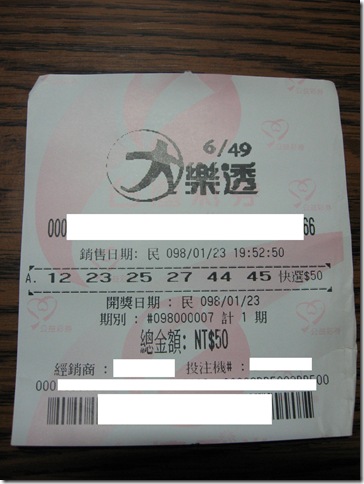 6/49
大樂透
000 66
銷售日期: 民 098/01/23 19:52:50
A. 12 23 25 27 44 45 快選$50
開獎日期 : 民 098/01/23
期別 : #098000007 計 1 期
總金額: NT$50
經銷商 : 投注機# :
000